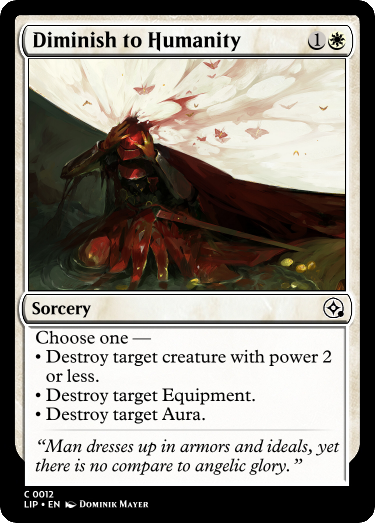 Diminish to Humanity 1
Sorcery
Choose one —
• Destroy target creature with power 2
or less.
• Destroy target Equipment.
• Destroy target Aura.
“Man dresses up in armors and ideals, yet
there is no compare to angelic glory.”
C 0012
LIP • EN Dominik Mayer